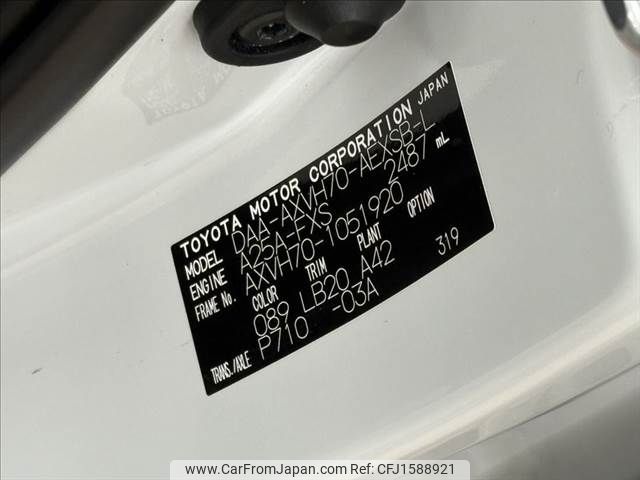 TOYOTA MOTOR CORPORATION JAPAN
MODEL DAA-AXVH70-AEXSB-L
ENGINE A25A-FXS 2487 mL
FRAME No. AXVH70-1051920
COLOR TRIM PLANT OPTION
089 LB20 A42 319
TRANS./AXLE P710 -03A
www.CarFromJapan.com CFJ1588921